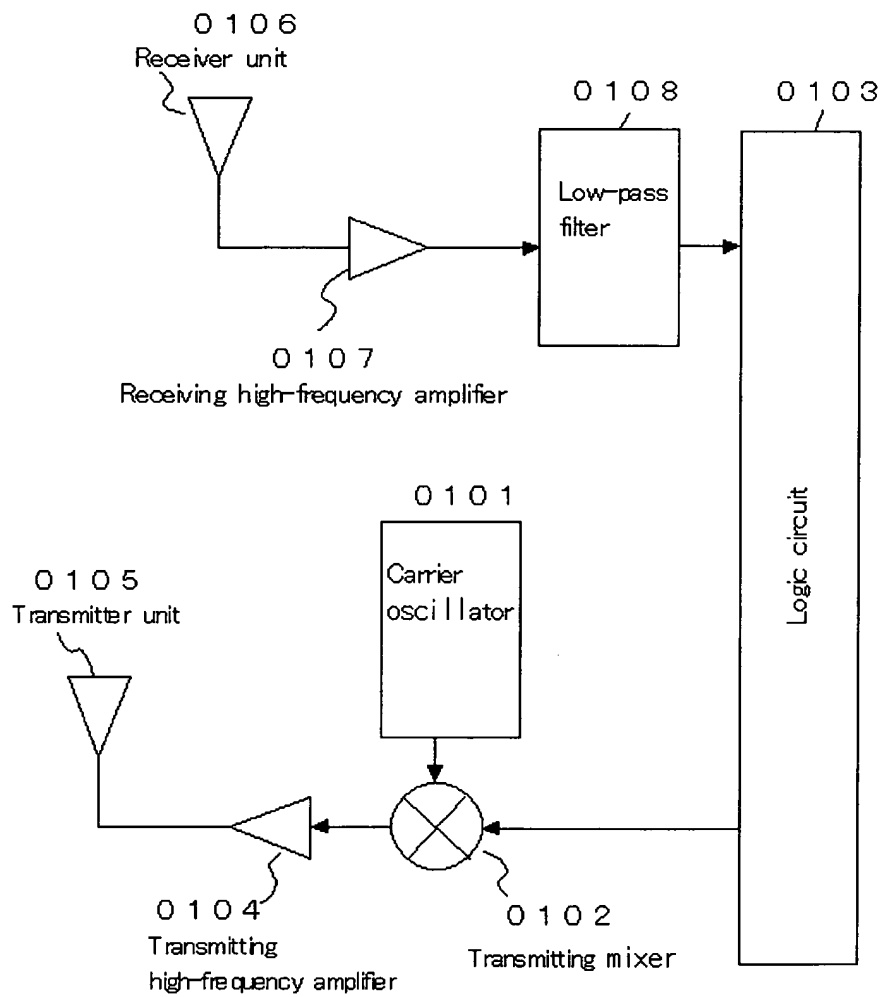 0106
Receiver unit
0108
0103
Low-pass
filter
0107
Receiving high-frequency amplifier
0101
Carrier
oscillator
Logic circuit
0105
Transmitter unit
0104
Transmitting
high-frequency amplifier
0102
Transmitting mixer